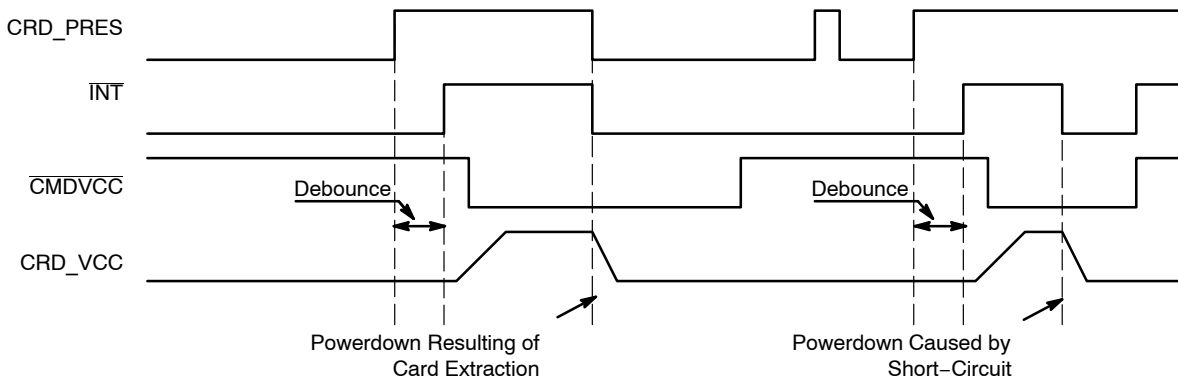 CRD_PRES
INT
CMDVCC
Debounce
Debounce
CRD_VCC
Powerdown Resulting of
Card Extraction
Powerdown Caused by
Short−Circuit